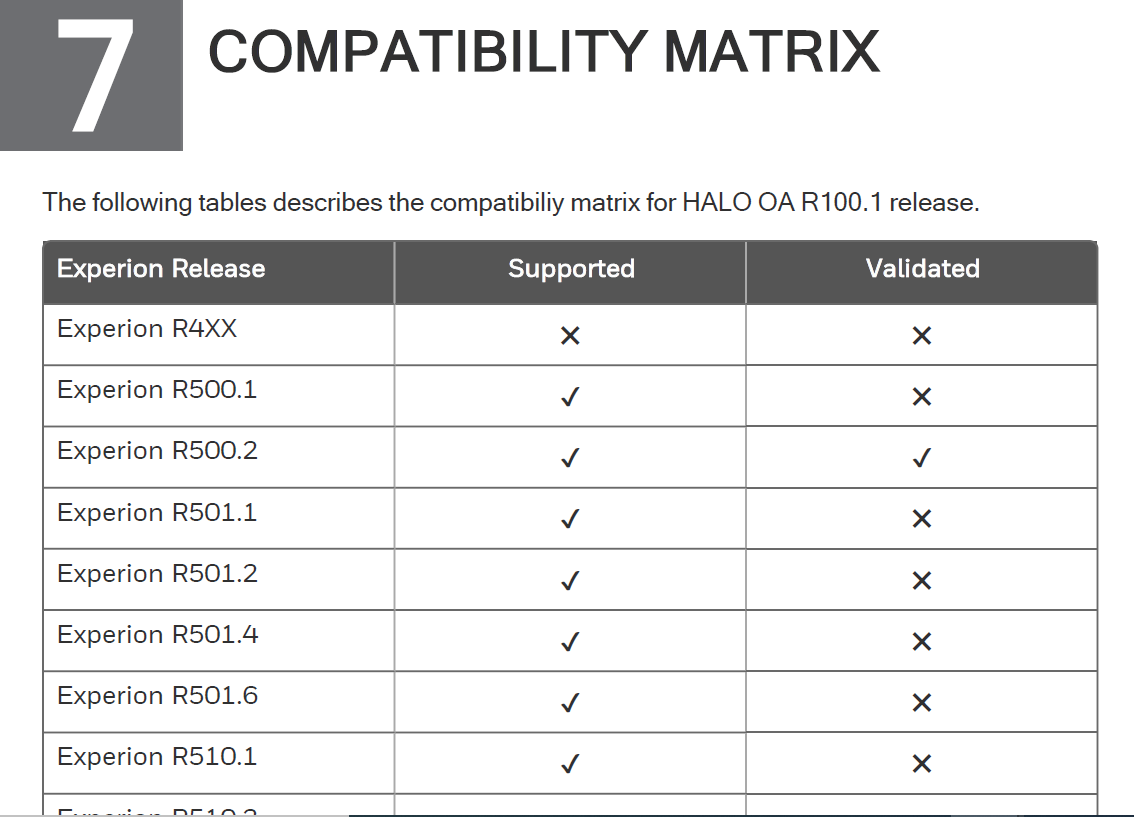 7
COMPATIBILITY MATRIX
The following tables describes the compatibiliy matrix for HALO OA R100.1 release.
Experion Release Supported Validated
Experion R4XX ✕ ✕
Experion R500.1 ✓ ✕
Experion R500.2 ✓ ✓
Experion R501.1 ✓ ✕
Experion R501.2 ✓ ✕
Experion R501.4 ✓ ✕
Experion R501.6 ✓ ✕
Experion R510.1 ✓ ✕